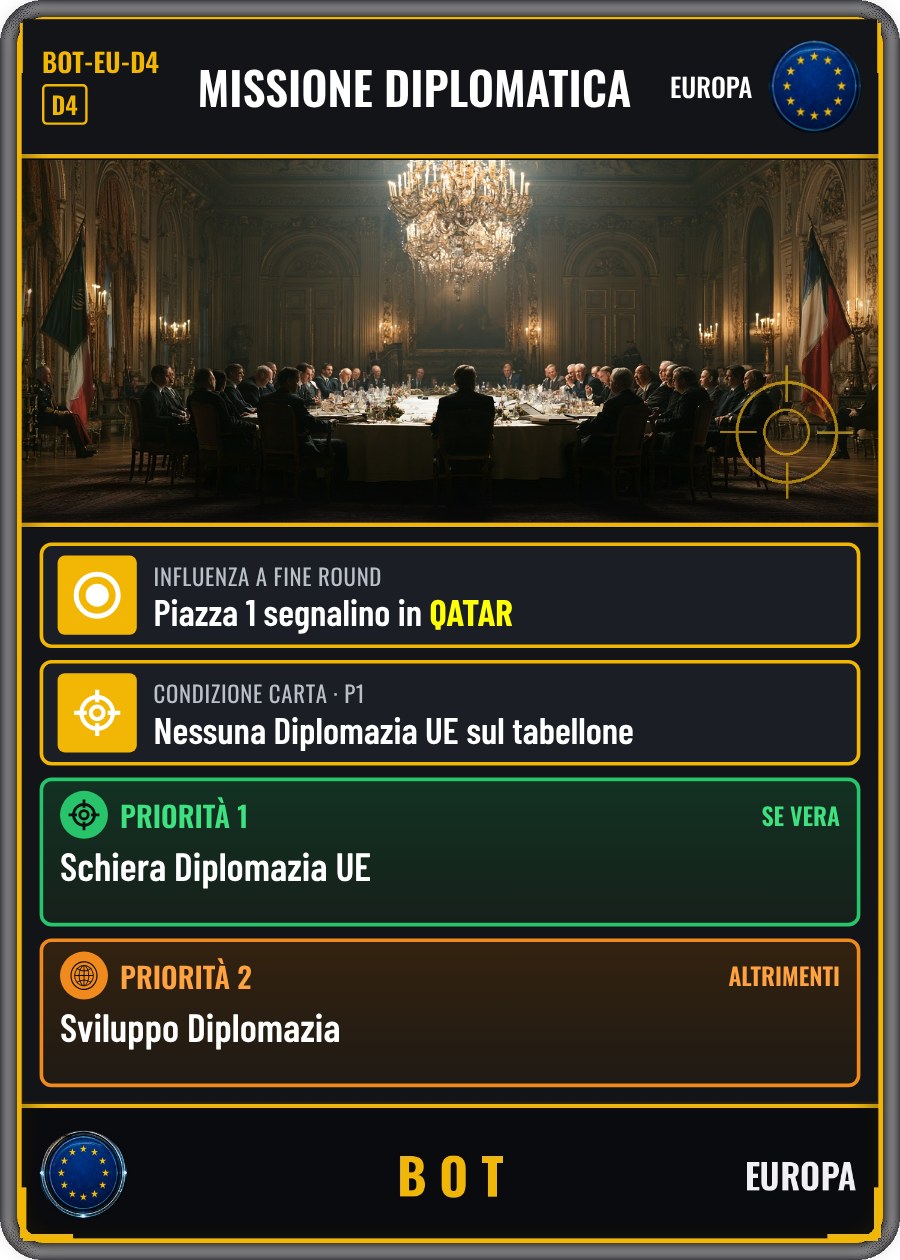 BOT-EU-D4
D4
MISSIONE DIPLOMATICA
EUROPA
INFLUENZA A FINE ROUND
Piazza 1 segnalino in QATAR
CONDIZIONE CARTA · P1
Nessuna Diplomazia UE sul tabellone
PRIORITÀ 1
SE VERA
Schiera Diplomazia UE
PRIORITÀ 2
ALTRIMENTI
Sviluppo Diplomazia
BOT
EUROPA